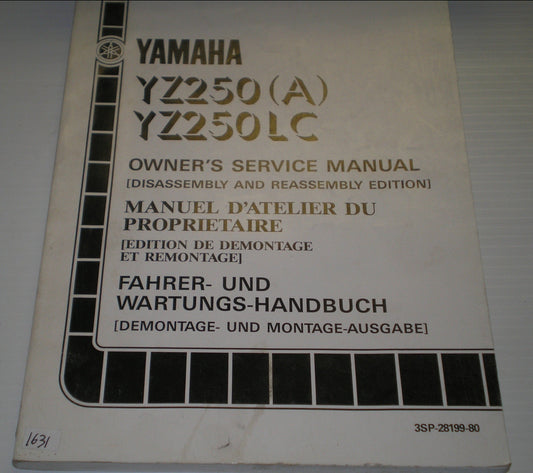 YAMAHA
YZ250(A)
YZ250LC
OWNER'S SERVICE MANUAL
[DISASSEMBLY AND REASSEMBLY EDITION]
MANUEL D'ATELIER DU
PROPRIETAIRE
[EDITION DE DEMONTAGE
ET REMONTAGE]
FAHRER- UND
WARTUNGS-HANDBUCH
[DEMONTAGE- UND MONTAGE-AUSGABE]
3SP-28199-80
1631